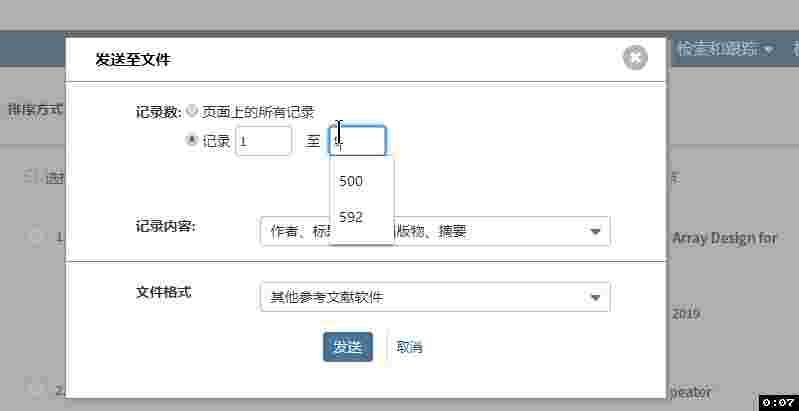 检索和跟踪
发送至文件
排序方式
记录数: 页面上的所有记录
记录 1 至
500
592
记录内容: 作者、标 版物、摘要
1 Array Design for
文件格式 其他参考文献软件
2019
发送 取消
2. peater
0:07